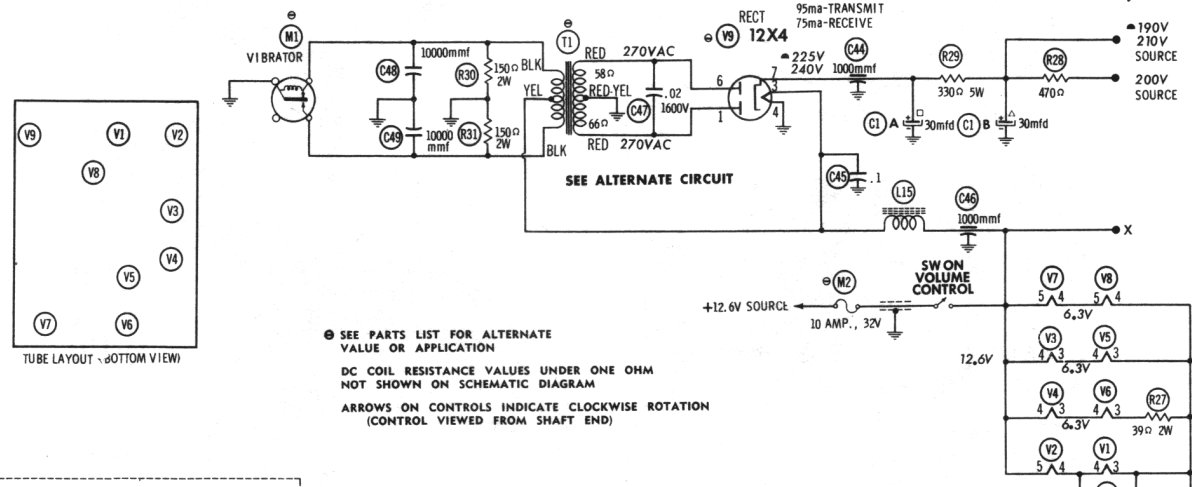 95ma-TRANSMIT
75ma-RECEIVE
RECT
⊖ V9 12X4
⊖
M1
VIBRATOR
⊖
T1
RED 270VAC
10000mmf
C48
R30
150Ω
2W
BLK
58Ω
RED-YEL
YEL
.02
1600V
C47
66Ω
C49
10000
mmf
R31
150Ω
2W
BLK
RED 270VAC
6
1
7
3
4
225V
240V
C44
1000mmf
R29
330Ω 5W
R28
470Ω
190V
210V
SOURCE
200V
SOURCE
C1 A
30mfd
C1 B
30mfd
SEE ALTERNATE CIRCUIT
C45 .1
L15
C46
1000mmf
X
V9
V1
V2
V8
V3
V4
V5
V7
V6
TUBE LAYOUT (BOTTOM VIEW)
⊖ SEE PARTS LIST FOR ALTERNATE
VALUE OR APPLICATION
DC COIL RESISTANCE VALUES UNDER ONE OHM
NOT SHOWN ON SCHEMATIC DIAGRAM
ARROWS ON CONTROLS INDICATE CLOCKWISE ROTATION
(CONTROL VIEWED FROM SHAFT END)
⊖ M2
+12.6V SOURCE
10 AMP., 32V
SW ON
VOLUME
CONTROL
12.6V
V7 V8
5 4 5 4
6.3V
V3 V5
4 3 4 3
6.3V
V4 V6
4 3 4 3
6.3V
R27
39Ω 2W
V2 V1
5 4 4 3